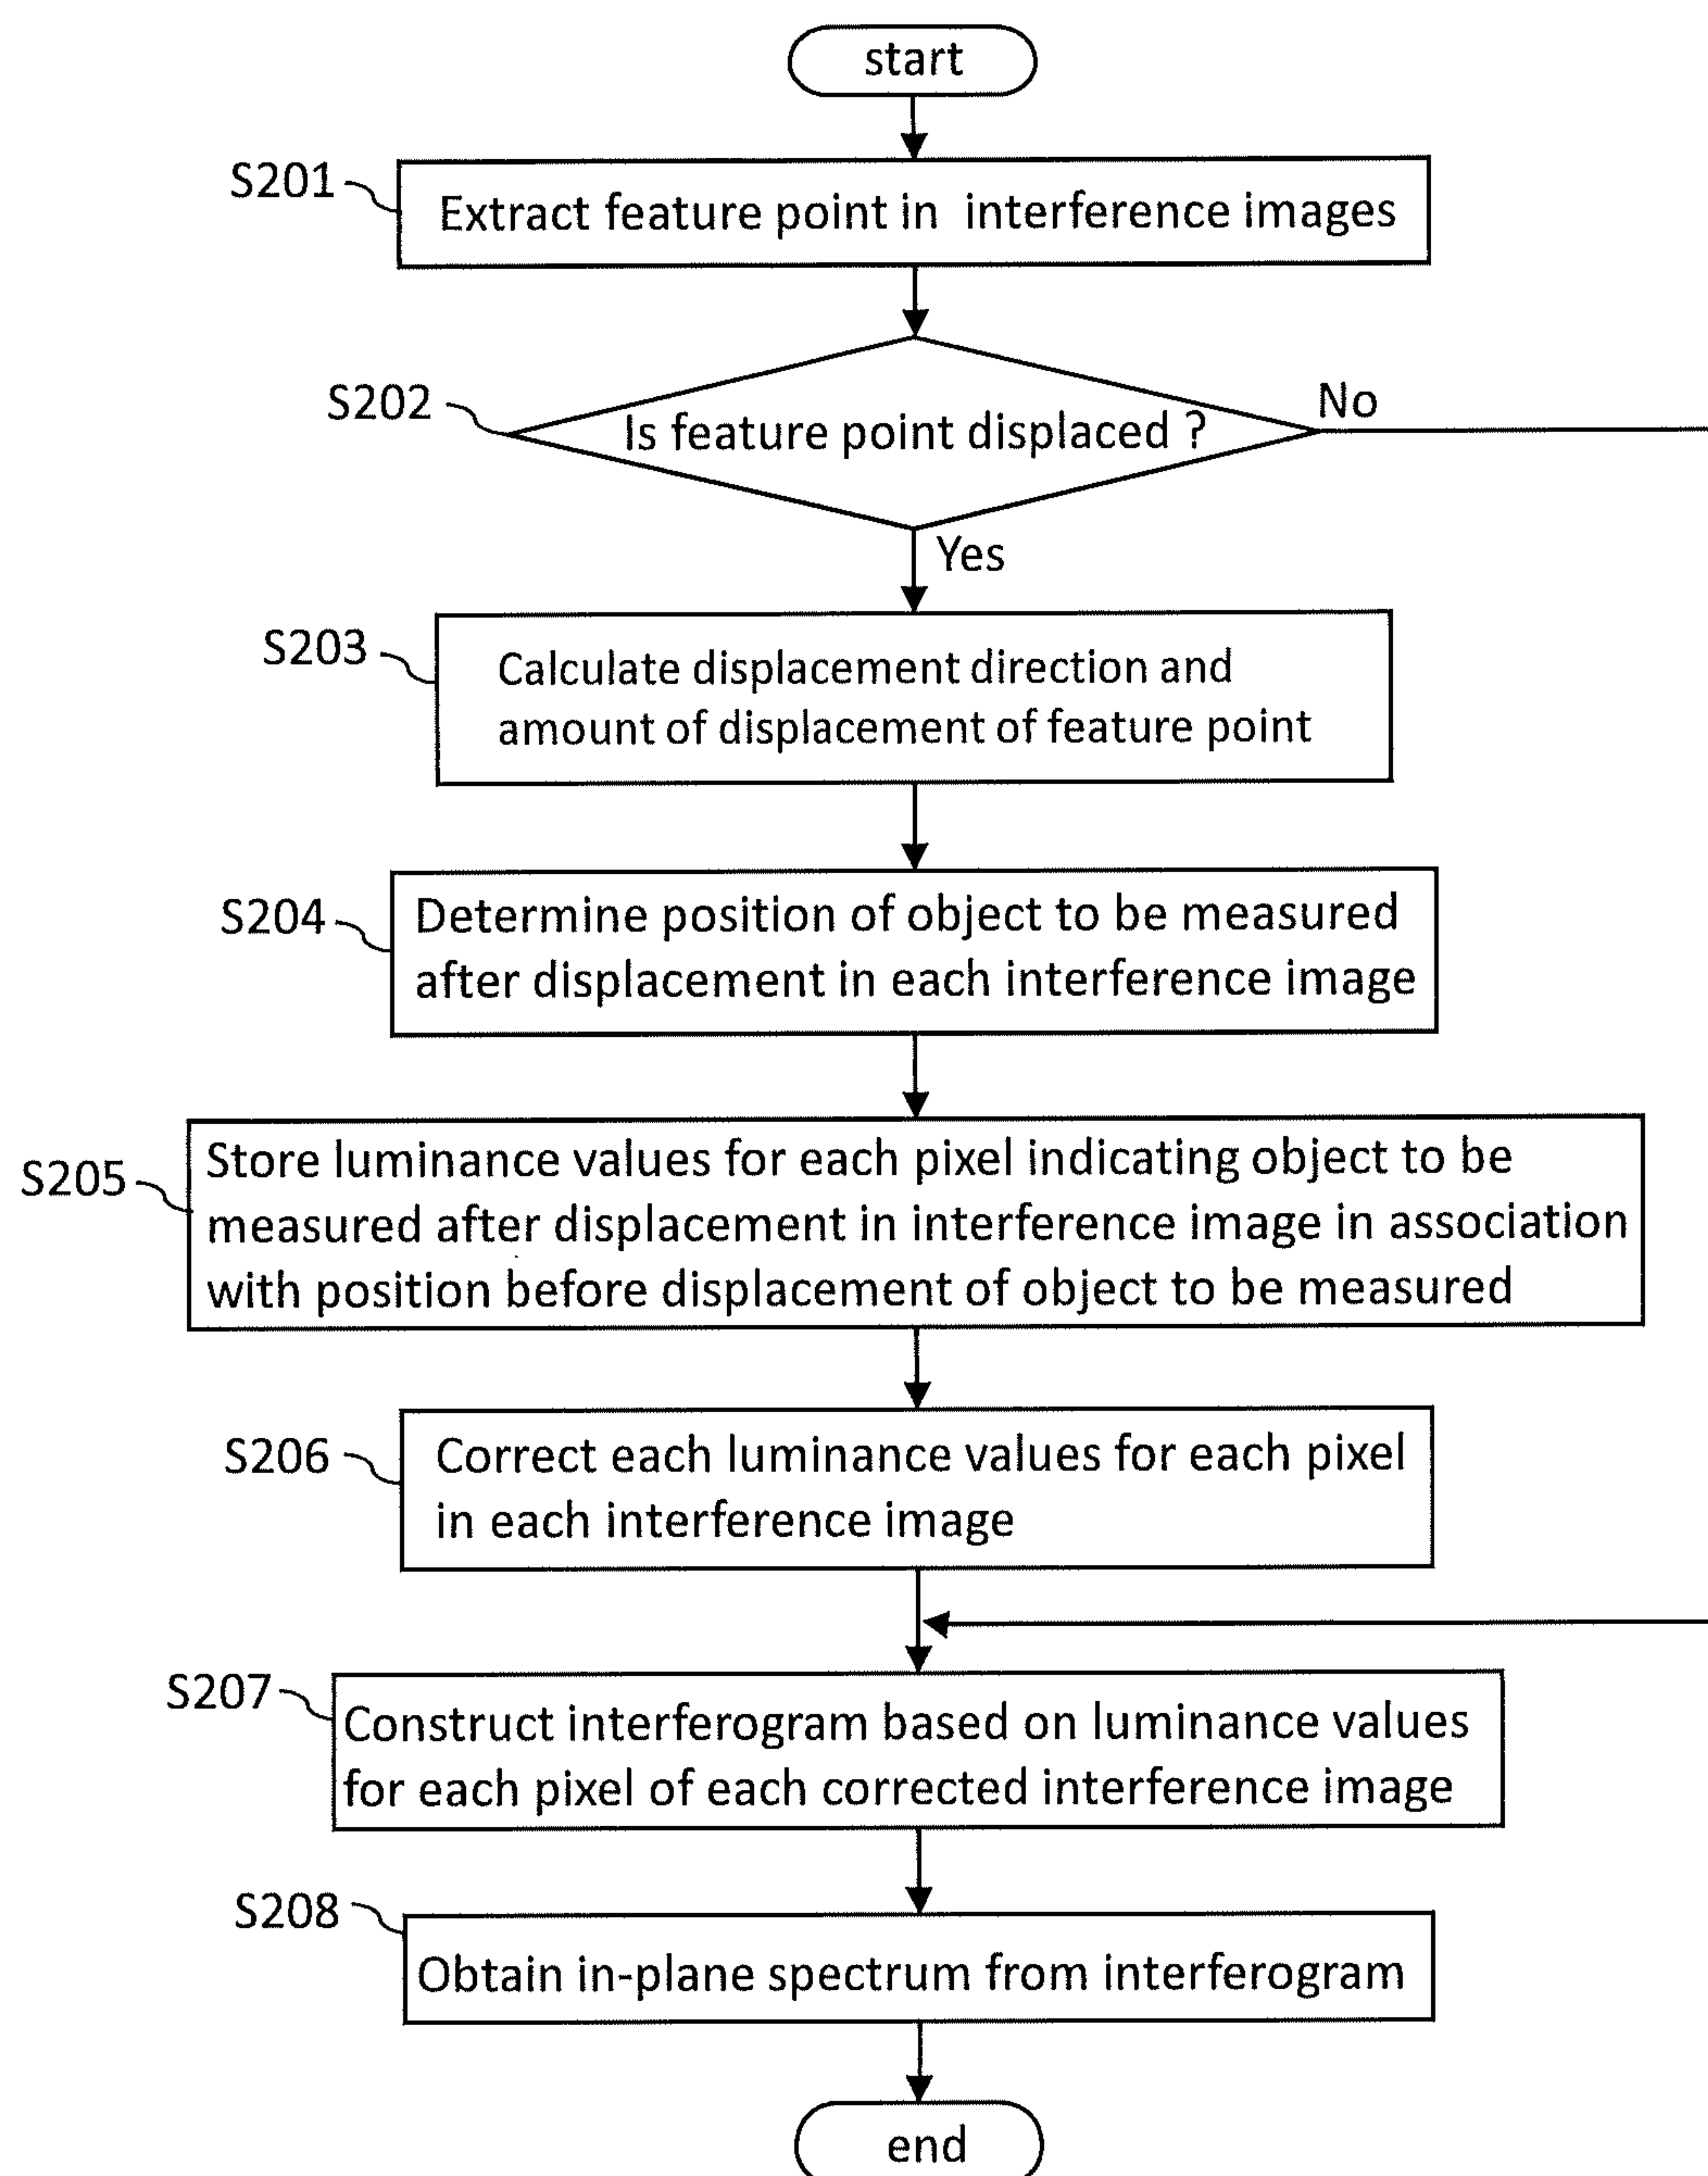 start
S201
Extract feature point in interference images
S202
Is feature point displaced ?
No
Yes
S203
Calculate displacement direction and
amount of displacement of feature point
S204
Determine position of object to be measured
after displacement in each interference image
S205
Store luminance values for each pixel indicating object to be
measured after displacement in interference image in association
with position before displacement of object to be measured
S206
Correct each luminance values for each pixel
in each interference image
S207
Construct interferogram based on luminance values
for each pixel of each corrected interference image
S208
Obtain in-plane spectrum from interferogram
end